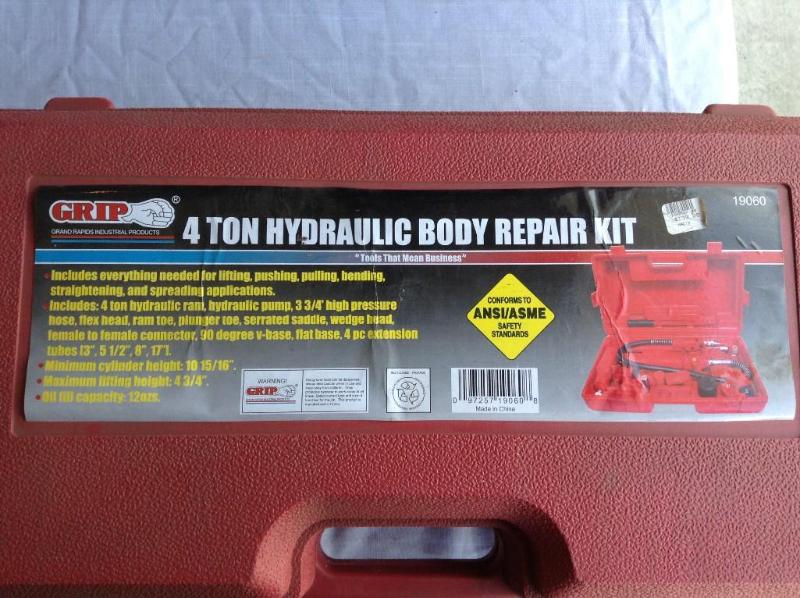 GRIP ®
GRAND RAPIDS INDUSTRIAL PRODUCTS
4 TON HYDRAULIC BODY REPAIR KIT
19060
"Tools That Mean Business"
• Includes everything needed for lifting, pushing, pulling, bending,
straightening, and spreading applications.
• Includes: 4 ton hydraulic ram, hydraulic pump, 3 3/4' high pressure
hose, flex head, ram toe, plunger toe, serrated saddle, wedge head,
female to female connector, 90 degree v-base, flat base. 4 pc extension
tubes (3", 5 1/2", 8", 17").
• Minimum cylinder height: 10 15/16".
• Maximum lifting height: 4 3/4".
• Oil fill capacity: 12ozs.
CONFORMS TO
ANSI/ASME
SAFETY
STANDARDS
WARNING!
GRIP
0 97257 19060 8
Made in China